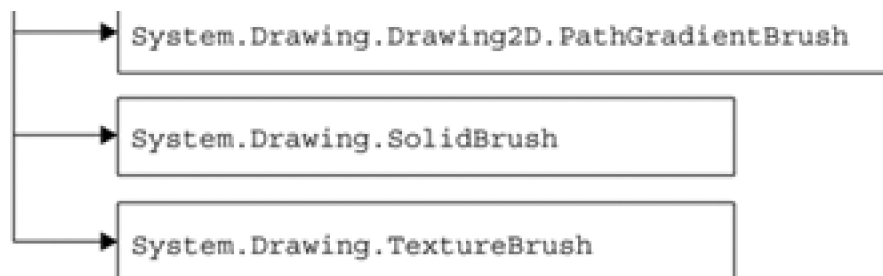 System.Drawing.Drawing2D.PathGradientBrush
System.Drawing.SolidBrush
System.Drawing.TextureBrush